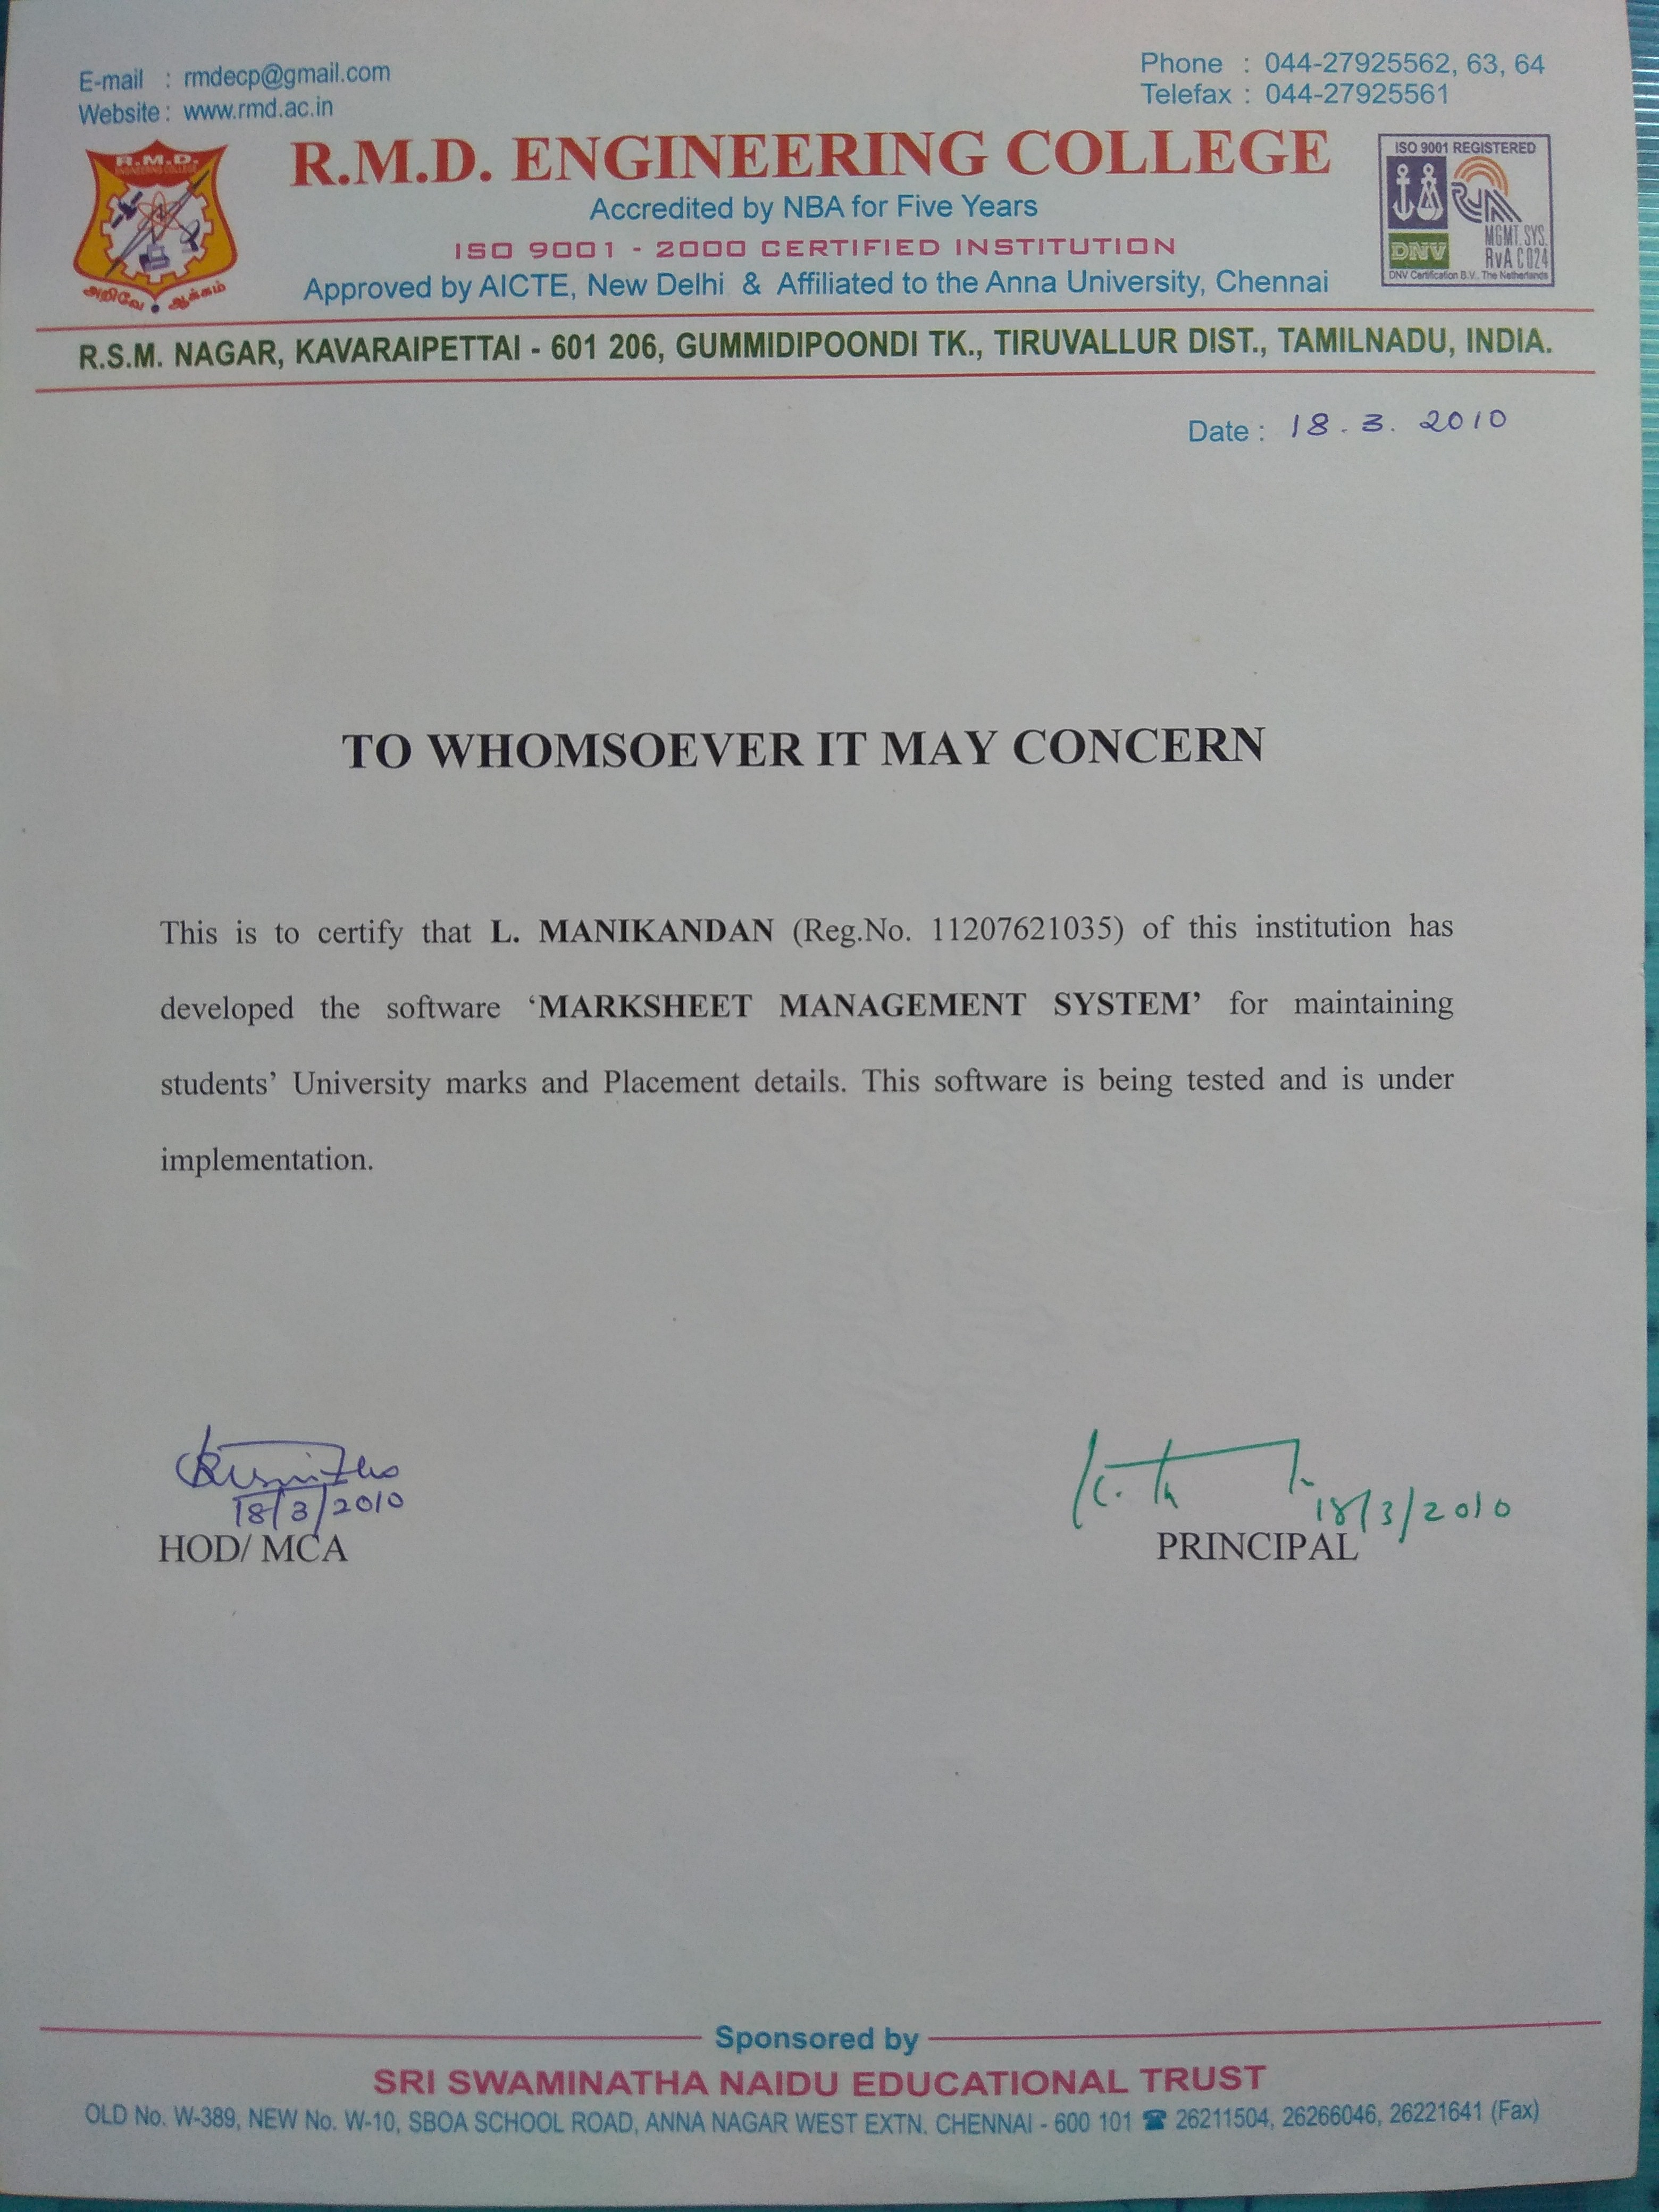 E-mail : rmdecp@gmail.com
Website : www.rmd.ac.in
Phone : 044-27925562, 63, 64
Telefax : 044-27925561
R.M.D.
ENGINEERING COLLEGE
அறிவே ஆக்கம்
R.M.D. ENGINEERING COLLEGE
Accredited by NBA for Five Years
ISO 9001 - 2000 CERTIFIED INSTITUTION
Approved by AICTE, New Delhi & Affiliated to the Anna University, Chennai
ISO 9001 REGISTERED
DNV
MGMT. SYS.
RvA C 024
DNV Certification B.V., The Netherlands
R.S.M. NAGAR, KAVARAIPETTAI - 601 206, GUMMIDIPOONDI TK., TIRUVALLUR DIST., TAMILNADU, INDIA.
Date : 18.3.2010
TO WHOMSOEVER IT MAY CONCERN
This is to certify that L. MANIKANDAN (Reg.No. 11207621035) of this institution has
developed the software ‘MARKSHEET MANAGEMENT SYSTEM’ for maintaining
students’ University marks and Placement details. This software is being tested and is under
implementation.
18/3/2010
HOD/ MCA
18/3/2010
PRINCIPAL
Sponsored by
SRI SWAMINATHA NAIDU EDUCATIONAL TRUST
OLD No. W-389, NEW No. W-10, SBOA SCHOOL ROAD, ANNA NAGAR WEST EXTN. CHENNAI - 600 101 ☎ 26211504, 26266046, 26221641 (Fax)